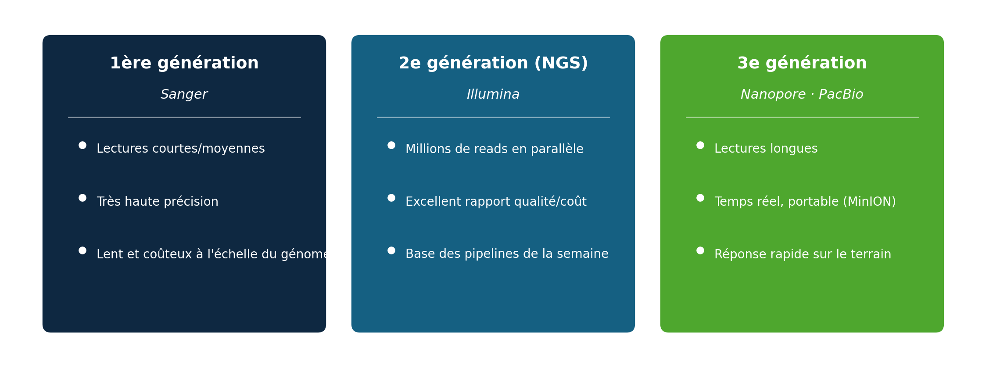 1ère génération
Sanger
Lectures courtes/moyennes
Très haute précision
Lent et coûteux à l'échelle du génome
2e génération (NGS)
Illumina
Millions de reads en parallèle
Excellent rapport qualité/coût
Base des pipelines de la semaine
3e génération
Nanopore · PacBio
Lectures longues
Temps réel, portable (MinION)
Réponse rapide sur le terrain